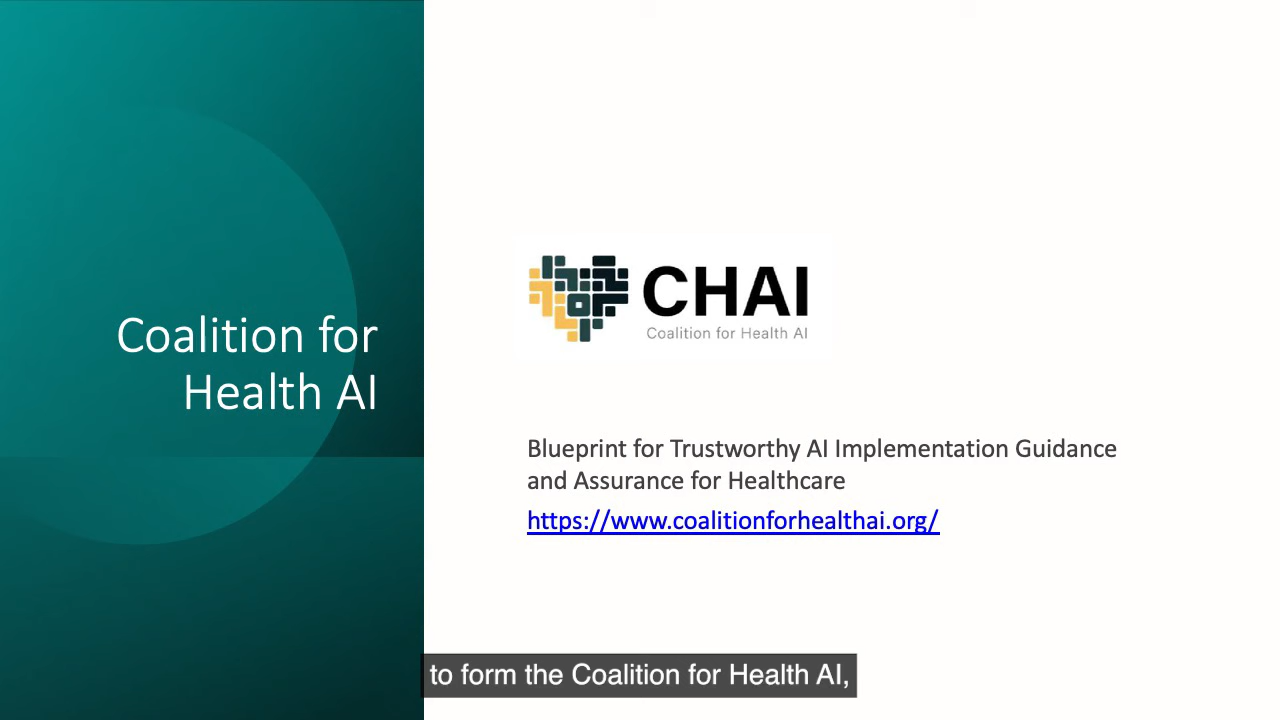 Coalition for
Health AI
CHAI
Coalition for Health AI
Blueprint for Trustworthy AI Implementation Guidance
and Assurance for Healthcare
https://www.coalitionforhealthai.org/
to form the Coalition for Health AI,